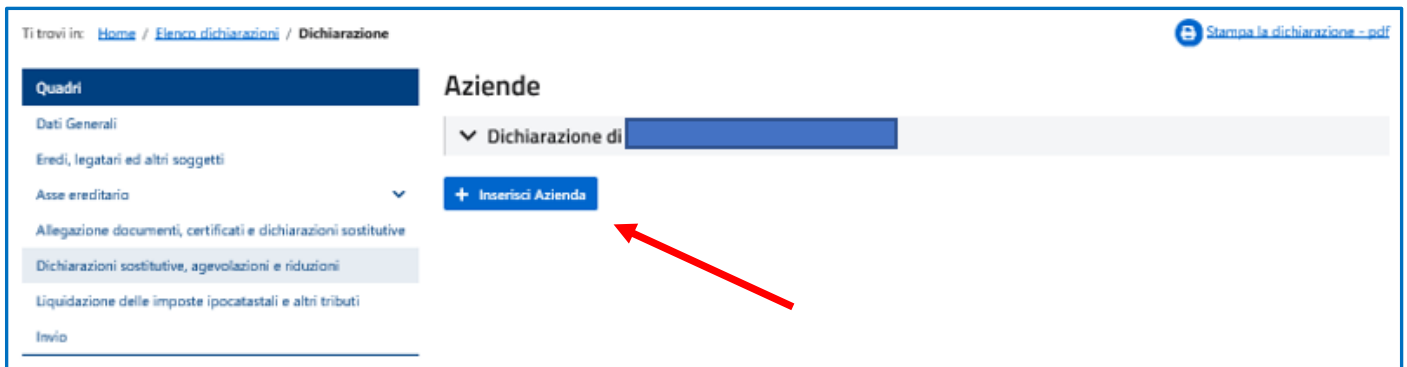 Ti trovi in: Home / Elenco dichiarazioni / Dichiarazione
Stampa la dichiarazione - pdf
Quadri
Dati Generali
Eredi, legatari ed altri soggetti
Asse ereditario
Allegazione documenti, certificati e dichiarazioni sostitutive
Dichiarazioni sostitutive, agevolazioni e riduzioni
Liquidazione delle imposte ipocatastali e altri tributi
Invio
Aziende
Dichiarazione di
+ Inserisci Azienda